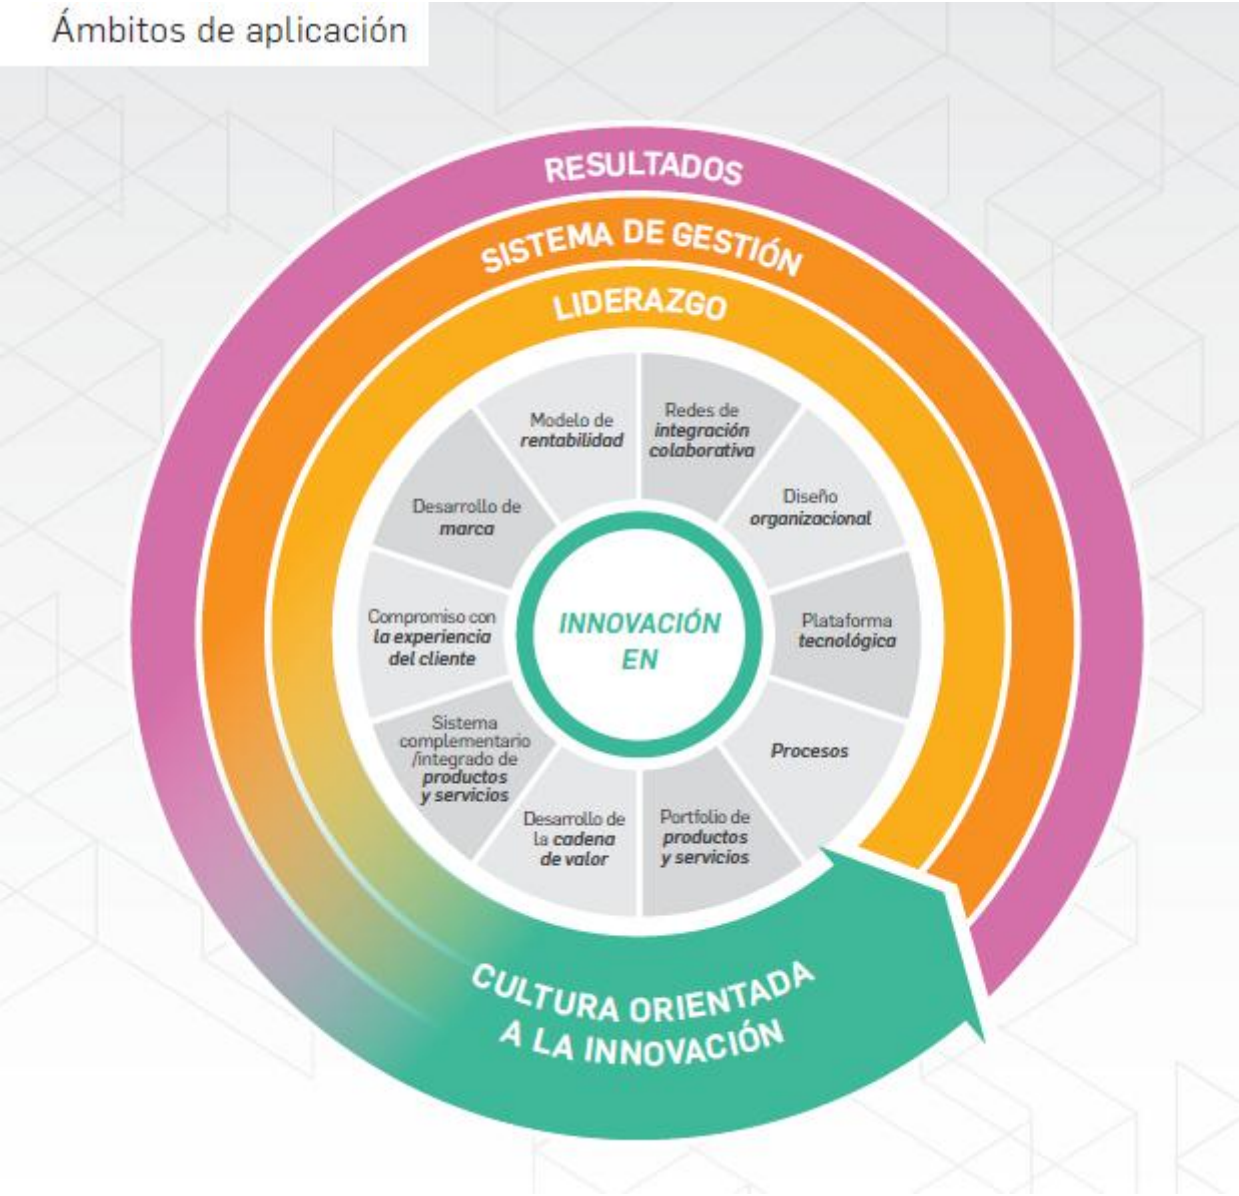 Ámbitos de aplicación
RESULTADOS
SISTEMA DE GESTIÓN
LIDERAZGO
Modelo de
rentabilidad
Redes de
integración
colaborativa
Diseño
organizacional
Plataforma
tecnológica
Procesos
Portfolio de
productos
y servicios
Desarrollo de
la cadena
de valor
Sistema
complementario
/integrado de
productos
y servicios
Compromiso con
la experiencia
del cliente
Desarrollo de
marca
INNOVACIÓN
EN
CULTURA ORIENTADA
A LA INNOVACIÓN